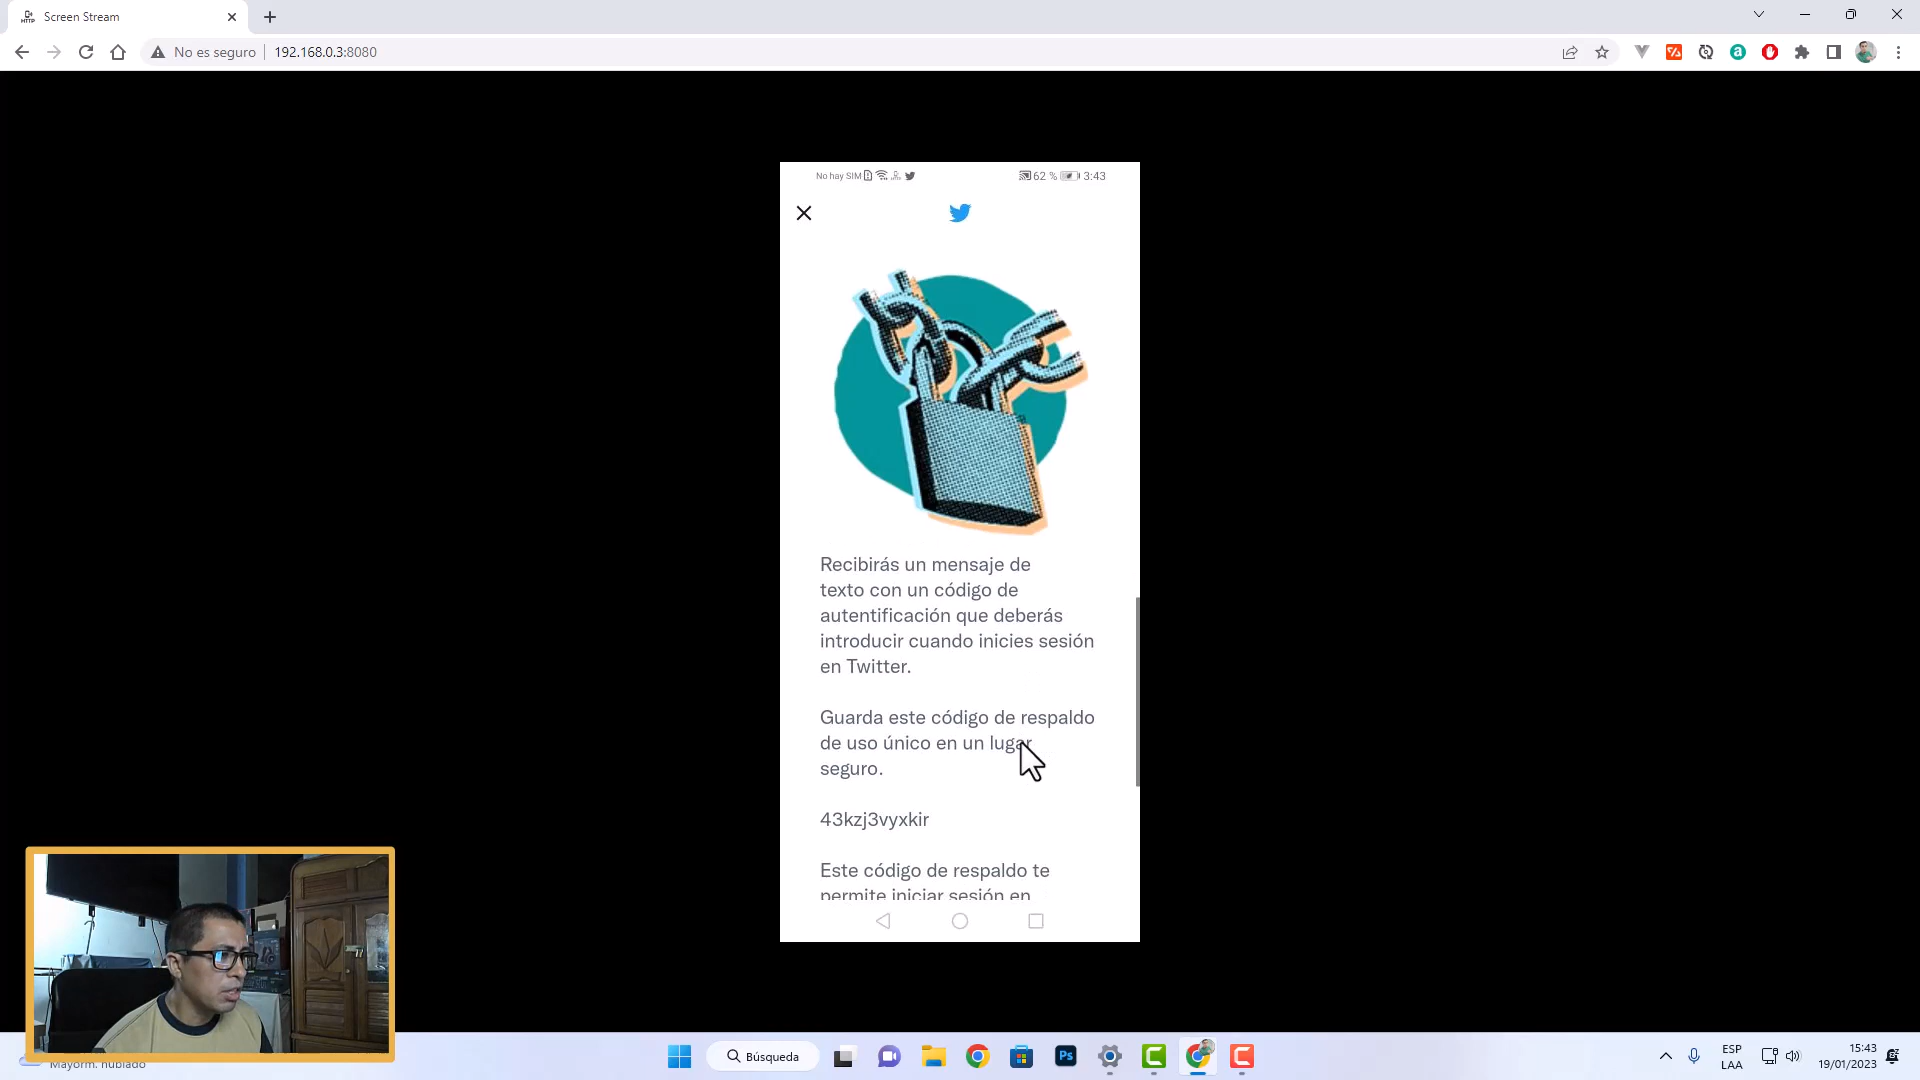 Screen Stream
No es seguro
192.168.0.3:8080
No hay SIM
62 %
3:43
Recibirás un mensaje de
texto con un código de
autentificación que deberás
introducir cuando inicies sesión
en Twitter.
Guarda este código de respaldo
de uso único en un lugar
seguro.
43kzj3vyxkir
Este código de respaldo te
permite iniciar sesión en
Mayorm. nublado
Búsqueda
Ps
ESP
LAA
15:43
19/01/2023